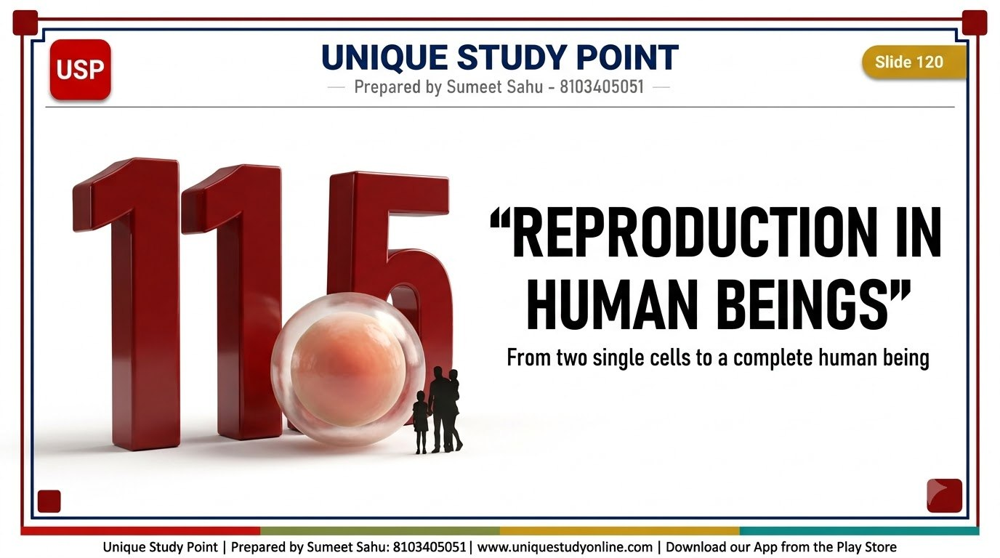 USP
UNIQUE STUDY POINT
Prepared by Sumeet Sahu - 8103405051
Slide 120
115
“REPRODUCTION IN
HUMAN BEINGS”
From two single cells to a complete human being
Unique Study Point | Prepared by Sumeet Sahu: 8103405051| www.uniquestudyonline.com | Download our App from the Play Store